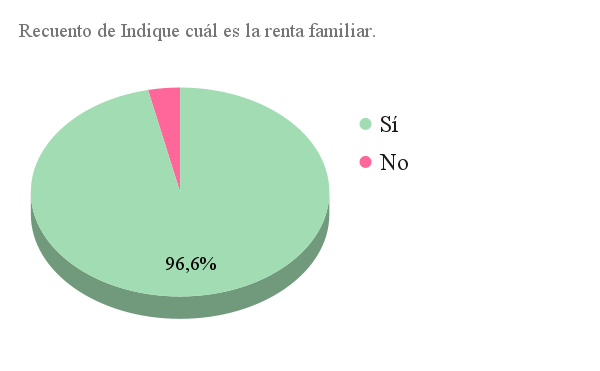 Recuento de Indique cuál es la renta familiar.
Sí
No
96,6%